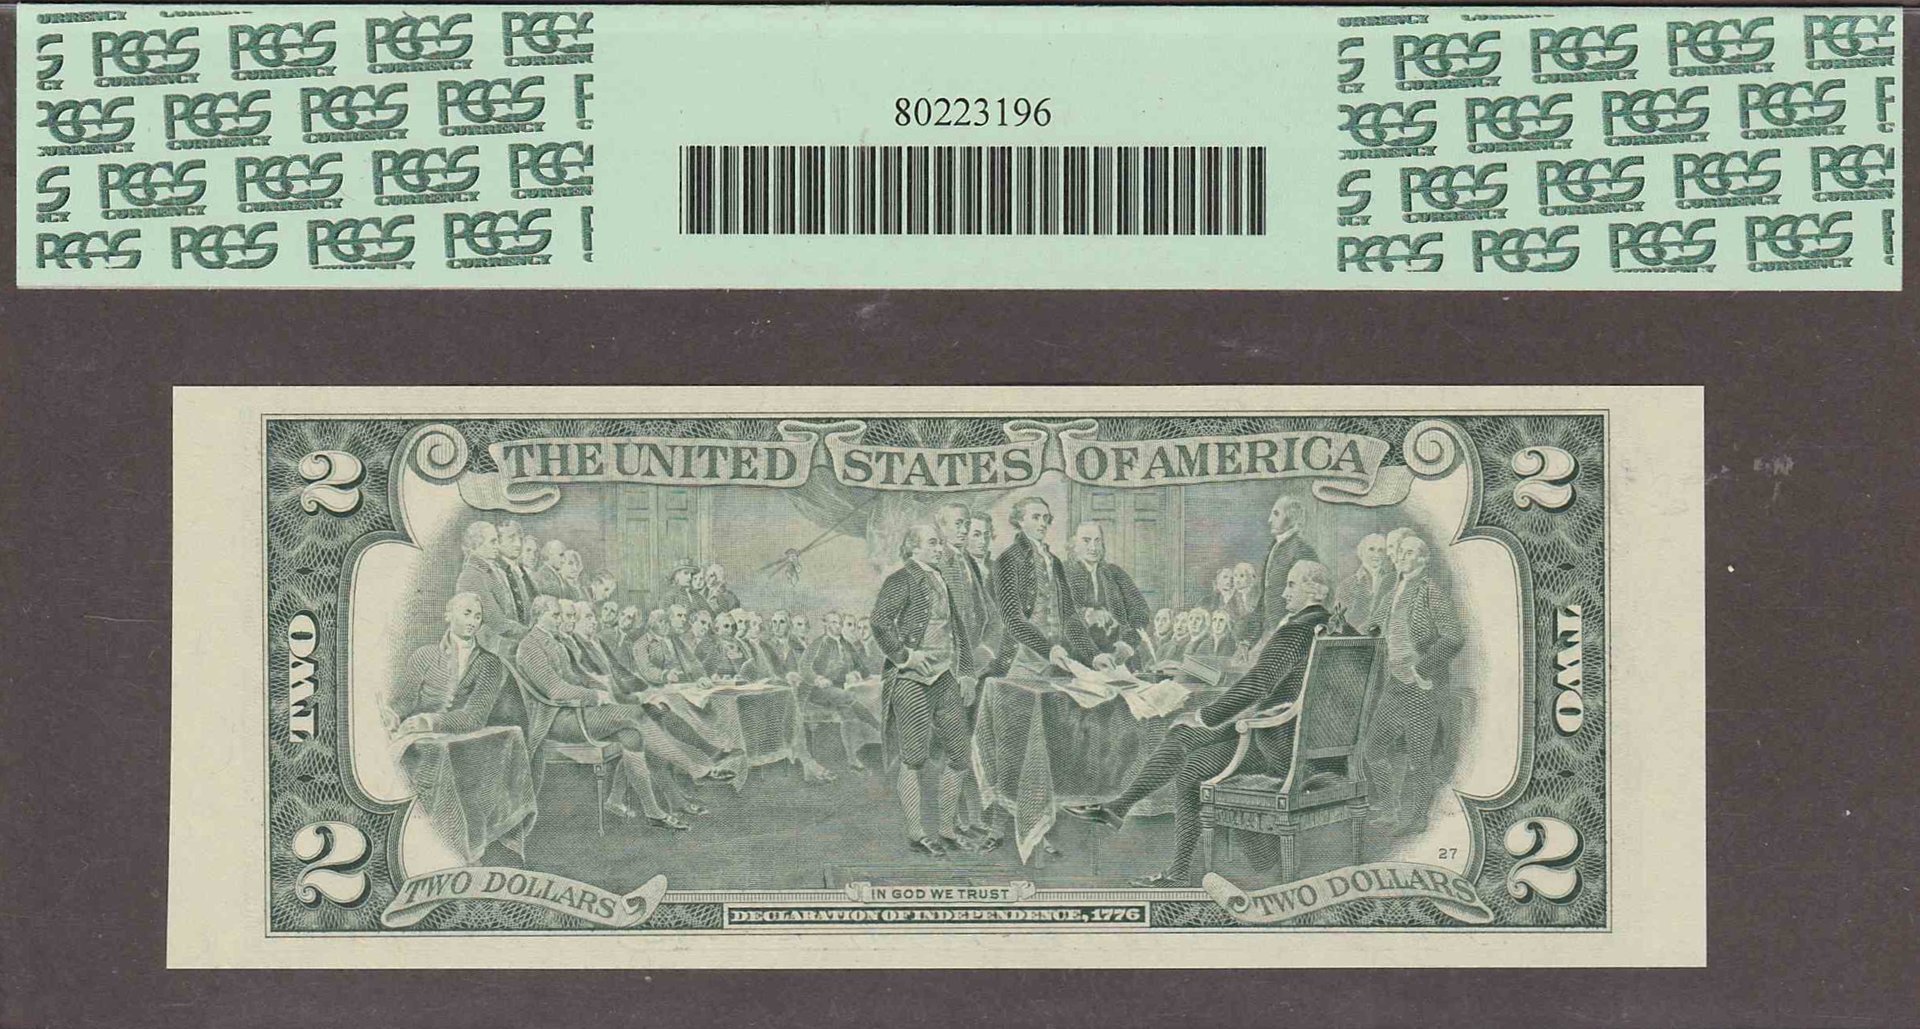 PCGS CURRENCY
80223196
THE UNITED STATES OF AMERICA
2 2
TWO TWO
27
2 2
TWO DOLLARS TWO DOLLARS
IN GOD WE TRUST
DECLARATION OF INDEPENDENCE, 1776